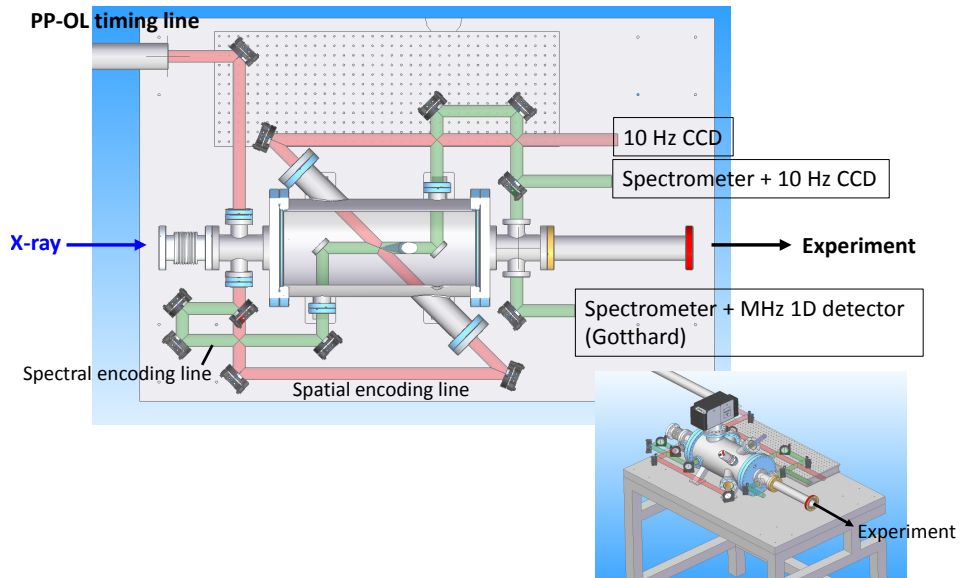 PP-OL timing line
10 Hz CCD
Spectrometer + 10 Hz CCD
X-ray
Experiment
Spectrometer + MHz 1D detector
(Gotthard)
Spectral encoding line
Spatial encoding line
Experiment